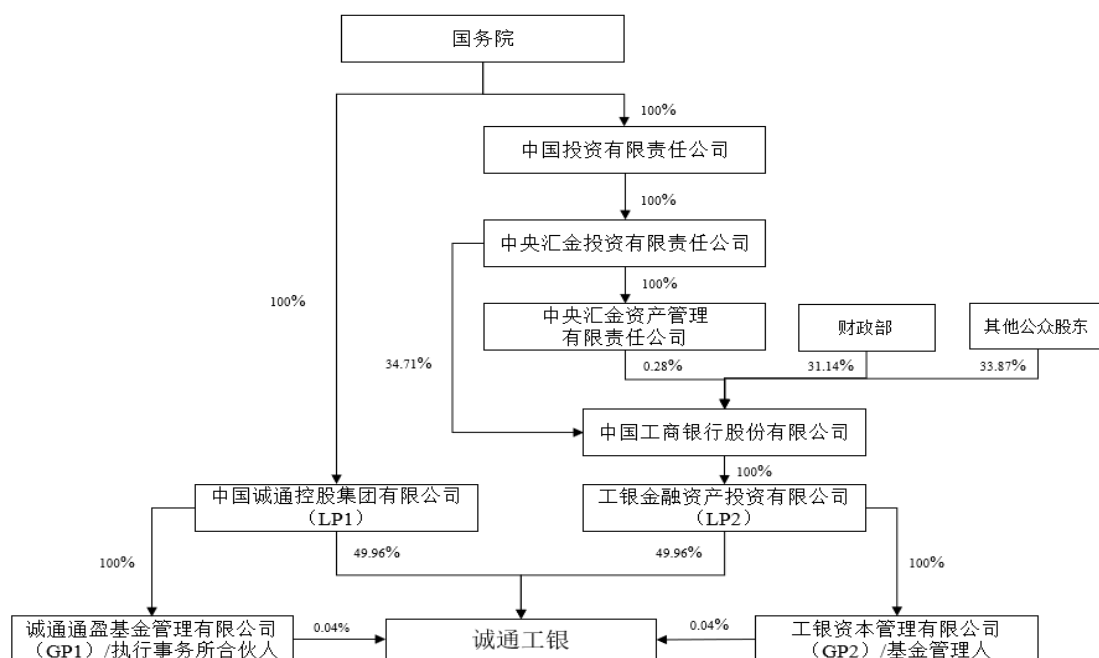 国务院
100%
中国投资有限责任公司
100%
中央汇金投资有限责任公司
100%
100%
中央汇金资产管理
有限责任公司
财政部
其他公众股东
34.71%
0.28%
31.14%
33.87%
中国工商银行股份有限公司
100%
中国诚通控股集团有限公司
（LP1）
工银金融资产投资有限公司
（LP2）
100%
49.96%
49.96%
100%
诚通通盈基金管理有限公司
（GP1）/执行事务所合伙人
0.04%
诚通工银
0.04%
工银资本管理有限公司
（GP2）/基金管理人